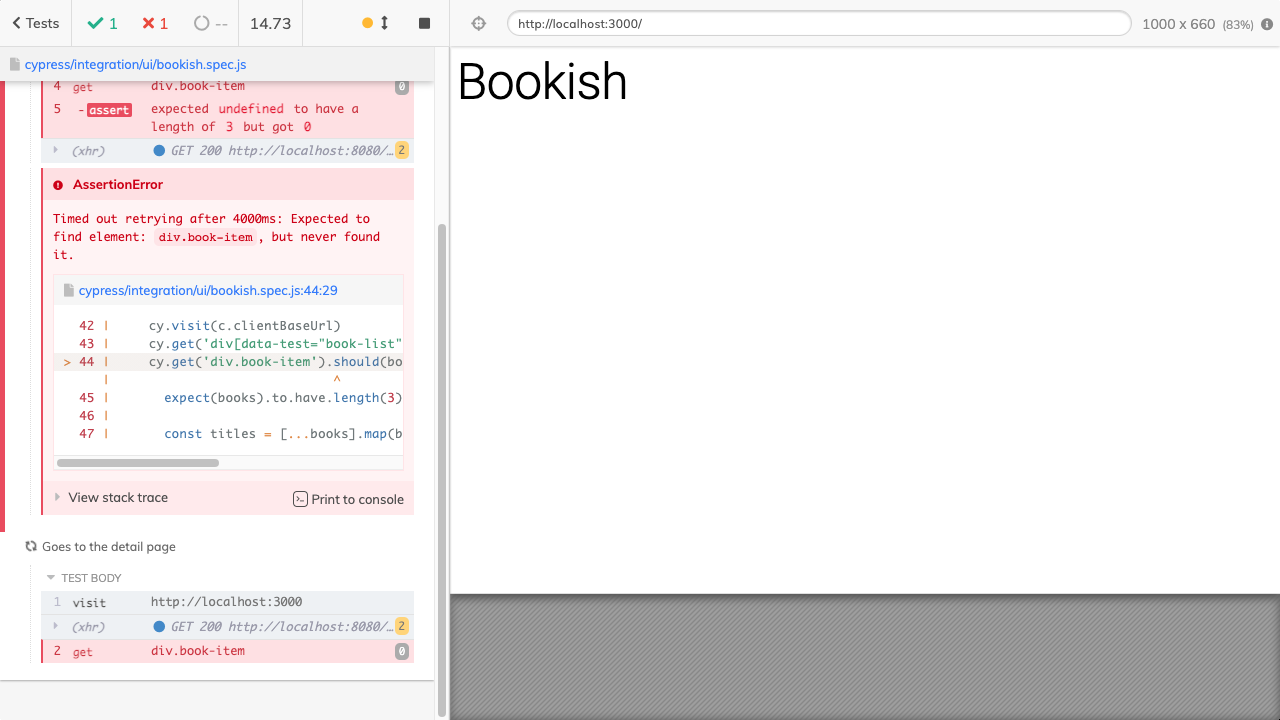 Tests
1
1
--
14.73
http://localhost:3000/
1000 x 660 (83%)
cypress/integration/ui/bookish.spec.js
4 get div.book-item 0
5 -assert expected undefined to have a
length of 3 but got 0
(xhr) GET 200 http://localhost:8080/… 2
AssertionError
Timed out retrying after 4000ms: Expected to
find element: div.book-item, but never found
it.
cypress/integration/ui/bookish.spec.js:44:29
42 | cy.visit(c.clientBaseUrl)
43 | cy.get('div[data-test="book-list"
> 44 | cy.get('div.book-item').should(bo
| ^
45 | expect(books).to.have.length(3)
46 |
47 | const titles = [...books].map(b
View stack trace
Print to console
Goes to the detail page
TEST BODY
1 visit http://localhost:3000
(xhr) GET 200 http://localhost:8080/… 2
2 get div.book-item 0
Bookish